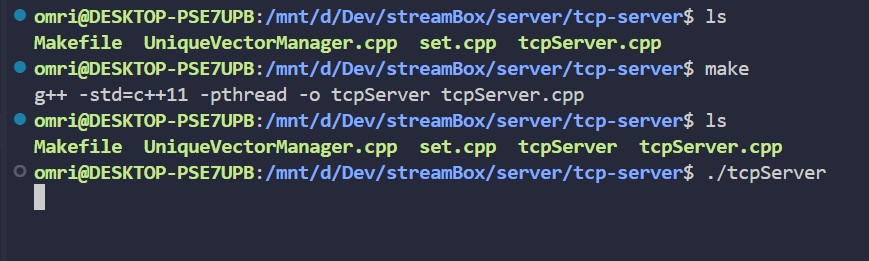 omri@DESKTOP-PSE7UPB:/mnt/d/Dev/streamBox/server/tcp-server$ ls
Makefile  UniqueVectorManager.cpp  set.cpp  tcpServer.cpp
omri@DESKTOP-PSE7UPB:/mnt/d/Dev/streamBox/server/tcp-server$ make
g++ -std=c++11 -pthread -o tcpServer tcpServer.cpp
omri@DESKTOP-PSE7UPB:/mnt/d/Dev/streamBox/server/tcp-server$ ls
Makefile  UniqueVectorManager.cpp  set.cpp  tcpServer  tcpServer.cpp
omri@DESKTOP-PSE7UPB:/mnt/d/Dev/streamBox/server/tcp-server$ ./tcpServer